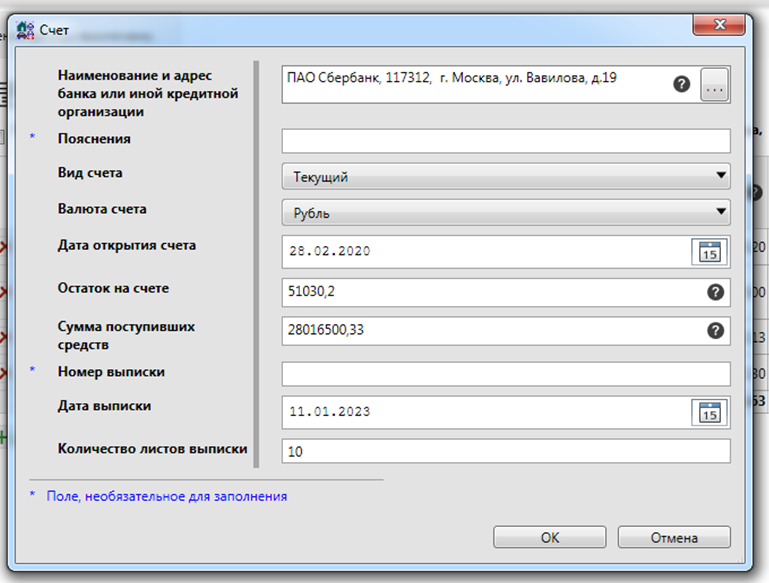 Счет
Наименование и адрес
банка или иной кредитной
организации
ПАО Сбербанк, 117312, г. Москва, ул. Вавилова, д.19
?
...
* Пояснения
Вид счета
Текущий
Валюта счета
Рубль
Дата открытия счета
28.02.2020
15
Остаток на счете
51030,2
?
Сумма поступивших
средств
28016500,33
?
* Номер выписки
Дата выписки
11.01.2023
15
Количество листов выписки
10
* Поле, необязательное для заполнения
OK
Отмена